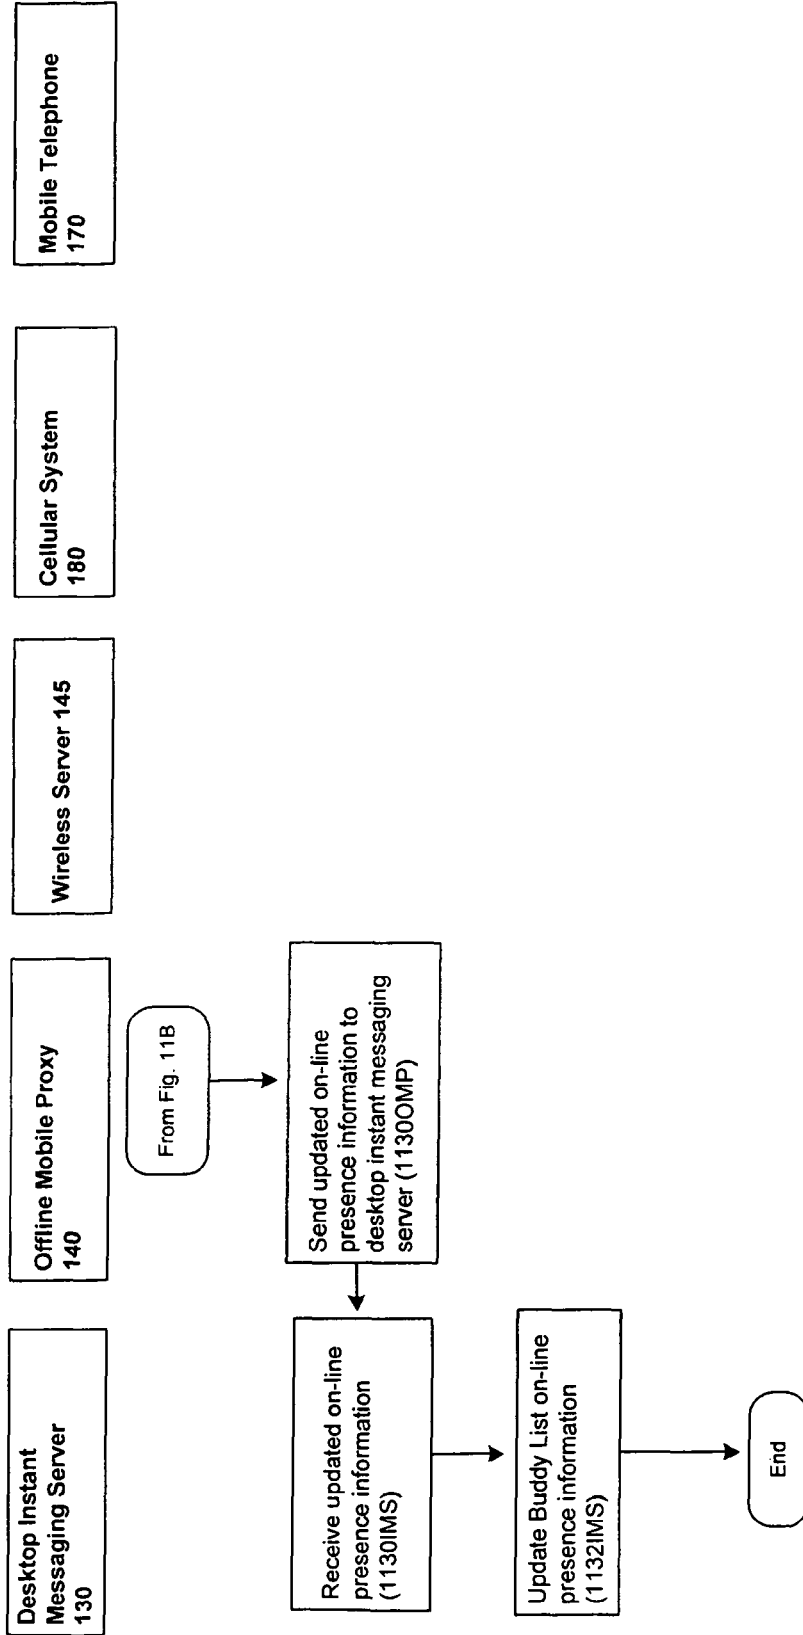 Desktop Instant
Messaging Server
130
Offline Mobile Proxy
140
Wireless Server 145
Cellular System
180
Mobile Telephone
170
From Fig. 11B
Send updated on-line
presence information to
desktop instant messaging
server (1130OMP)
Receive updated on-line
presence information
(1130IMS)
Update Buddy List on-line
presence information
(1132IMS)
End